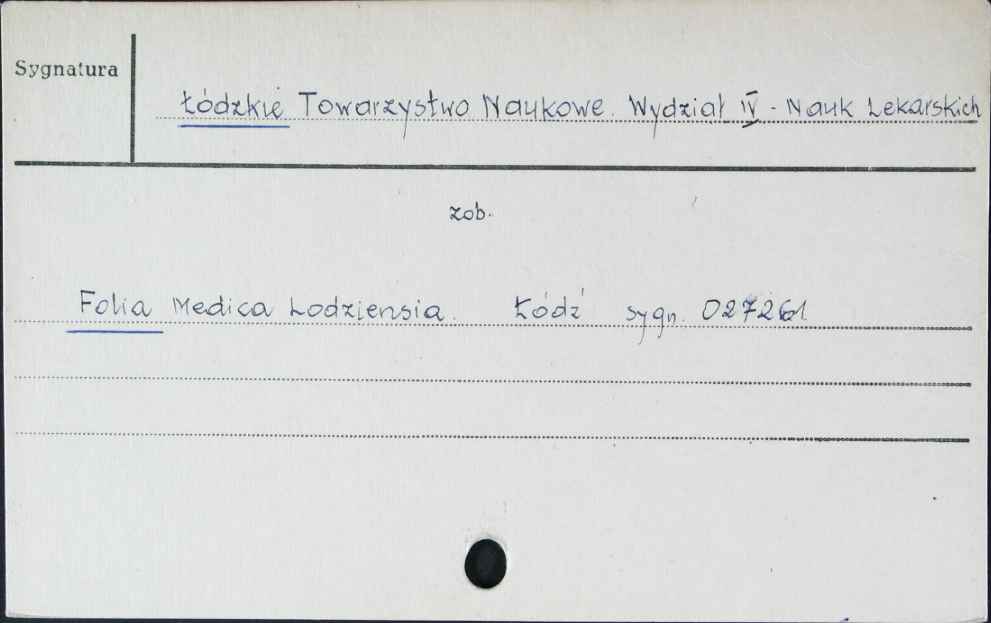 Sygnatura
Łódzkie Towarzystwo Naukowe. Wydział IV - Nauk Lekarskich
zob.
Folia Medica Lodziensia. Łódź sygn. 027261